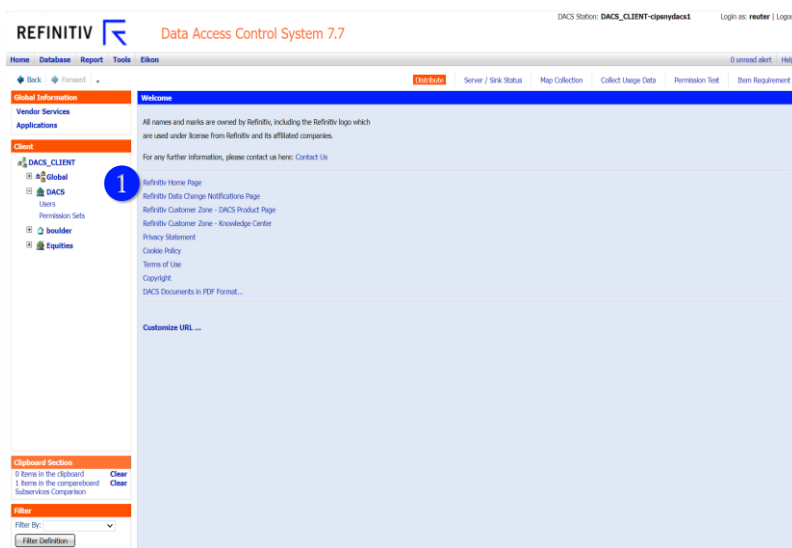 DACS Station: DACS_CLIENT-cipsnydacs1 Login as: reuter | Logou
REFINITIV
Data Access Control System 7.7
Home Database Report Tools Eikon
0 unread alert Help
Back Forward
Distribute Server / Sink Status Map Collection Collect Usage Data Permission Test Item Requirement
Global Information
Vendor Services
Applications
Client
DACS_CLIENT
Global
DACS
Users
Permission Sets
boulder
Equities
Clipboard Section
0 items in the clipboard Clear
1 items in the compareboard Clear
Subservices Comparison
Filter
Filter By:
Filter Definition
Welcome
All names and marks are owned by Refinitiv, including the Refinitiv logo which
are used under license from Refinitiv and its affiliated companies.
For any further information, please contact us here: Contact Us
1
Refinitiv Home Page
Refinitiv Data Change Notifications Page
Refinitiv Customer Zone - DACS Product Page
Refinitiv Customer Zone - Knowledge Center
Privacy Statement
Cookie Policy
Terms of Use
Copyright
DACS Documents in PDF Format...
Customize URL ...